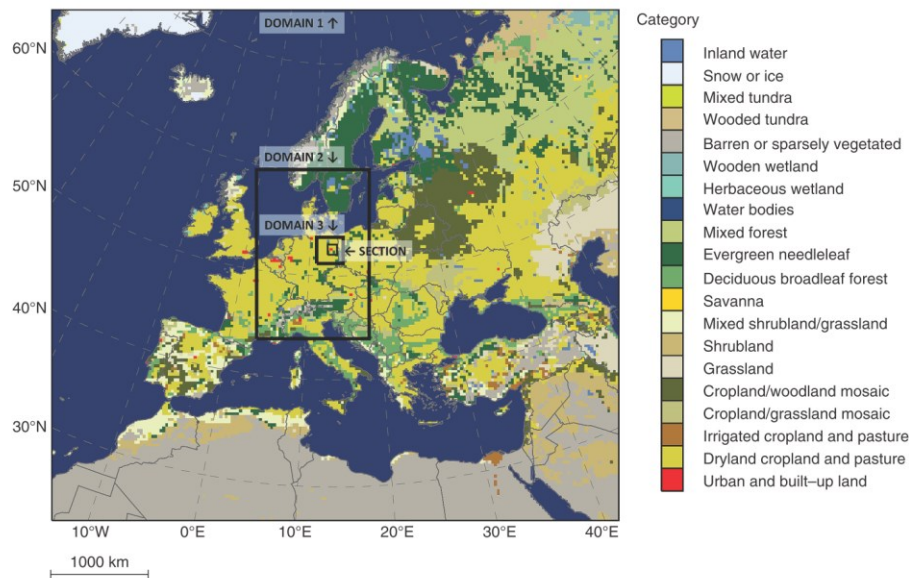 DOMAIN 1 ↑
DOMAIN 2 ↓
DOMAIN 3 ↓
← SECTION
60°N
50°N
40°N
30°N
10°W
0°E
10°E
20°E
30°E
40°E
1000 km
Category
Inland water
Snow or ice
Mixed tundra
Wooded tundra
Barren or sparsely vegetated
Wooden wetland
Herbaceous wetland
Water bodies
Mixed forest
Evergreen needleleaf
Deciduous broadleaf forest
Savanna
Mixed shrubland/grassland
Shrubland
Grassland
Cropland/woodland mosaic
Cropland/grassland mosaic
Irrigated cropland and pasture
Dryland cropland and pasture
Urban and built–up land